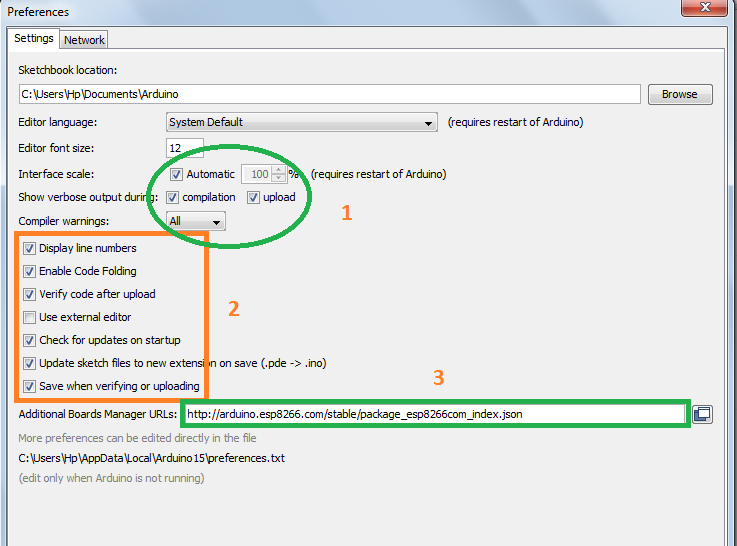 Preferences
Settings Network
Sketchbook location:
C:\Users\Hp\Documents\Arduino Browse
Editor language: System Default (requires restart of Arduino)
Editor font size: 12
Interface scale: Automatic 100 % (requires restart of Arduino)
Show verbose output during: compilation upload
1
Compiler warnings: All
Display line numbers
Enable Code Folding
Verify code after upload
2
Use external editor
Check for updates on startup
Update sketch files to new extension on save (.pde -> .ino)
3
Save when verifying or uploading
Additional Boards Manager URLs: http://arduino.esp8266.com/stable/package_esp8266com_index.json
More preferences can be edited directly in the file
C:\Users\Hp\AppData\Local\Arduino15\preferences.txt
(edit only when Arduino is not running)